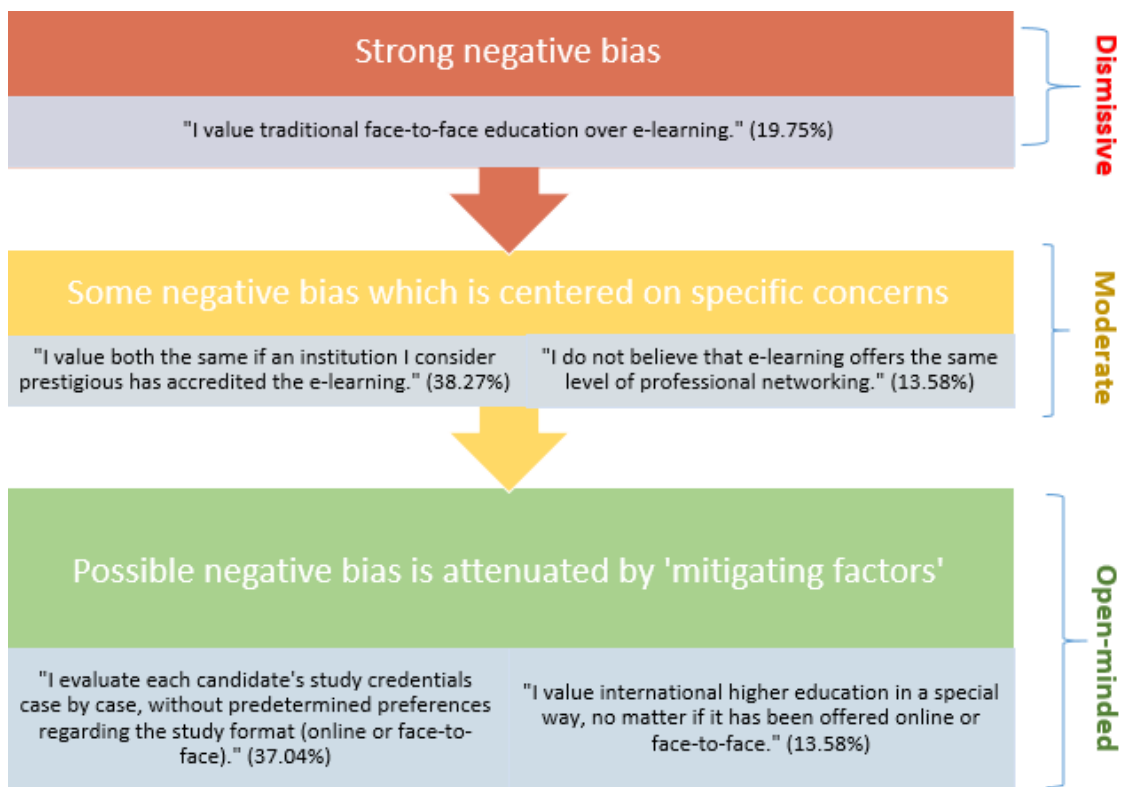 Strong negative bias
"I value traditional face-to-face education over e-learning." (19.75%)
Dismissive
Some negative bias which is centered on specific concerns
"I value both the same if an institution I consider
prestigious has accredited the e-learning." (38.27%)
"I do not believe that e-learning offers the same
level of professional networking." (13.58%)
Moderate
Possible negative bias is attenuated by 'mitigating factors'
"I evaluate each candidate's study credentials
case by case, without predetermined preferences
regarding the study format (online or face-to-
face)." (37.04%)
"I value international higher education in a special
way, no matter if it has been offered online or
face-to-face." (13.58%)
Open-minded